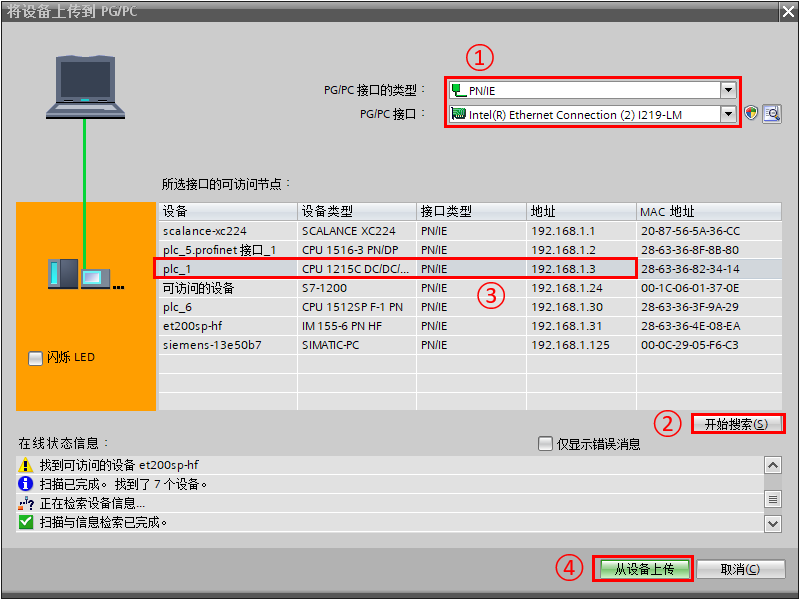 将设备上传到 PG/PC
①
PG/PC 接口的类型：
PN/IE
PG/PC 接口：
Intel(R) Ethernet Connection (2) I219-LM
所选接口的可访问节点：
设备 设备类型 接口类型 地址 MAC 地址
scalance-xc224 SCALANCE XC224 PN/IE 192.168.1.1 20-87-56-5A-36-CC
plc_5.profinet 接口_1 CPU 1516-3 PN/DP PN/IE 192.168.1.2 28-63-36-8F-8B-80
plc_1 CPU 1215C DC/DC/... PN/IE 192.168.1.3 28-63-36-82-34-14
可访问的设备 S7-1200 PN/IE 192.168.1.24 00-1C-06-01-37-0E
plc_6 CPU 1512SP F-1 PN PN/IE 192.168.1.30 28-63-36-3F-9A-29
et200sp-hf IM 155-6 PN HF PN/IE 192.168.1.31 28-63-36-4E-08-EA
siemens-13e50b7 SIMATIC-PC PN/IE 192.168.1.125 00-0C-29-05-F6-C3
③
闪烁 LED
② 开始搜索(S)
在线状态信息：
仅显示错误消息
找到可访问的设备 et200sp-hf
扫描已完成。找到了 7 个设备。
正在检索设备信息...
扫描与信息检索已完成。
④ 从设备上传 取消(C)